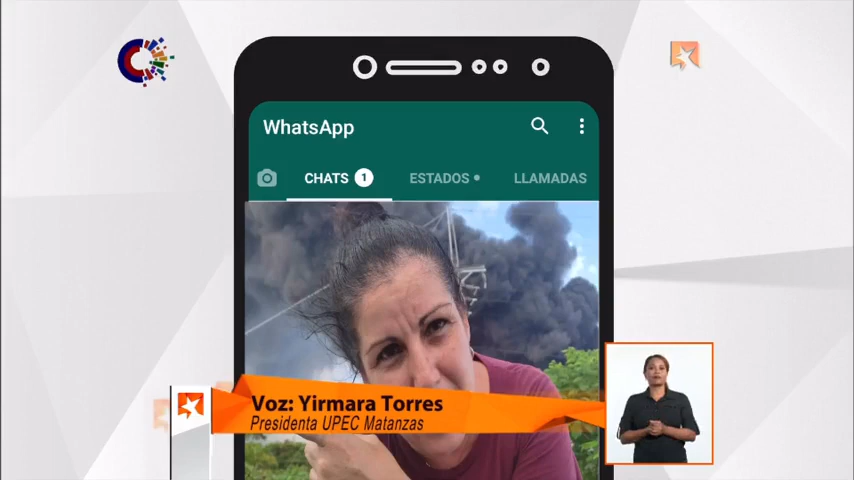 WhatsApp
CHATS 1 ESTADOS LLAMADAS
Voz: Yirmara Torres
Presidenta UPEC Matanzas